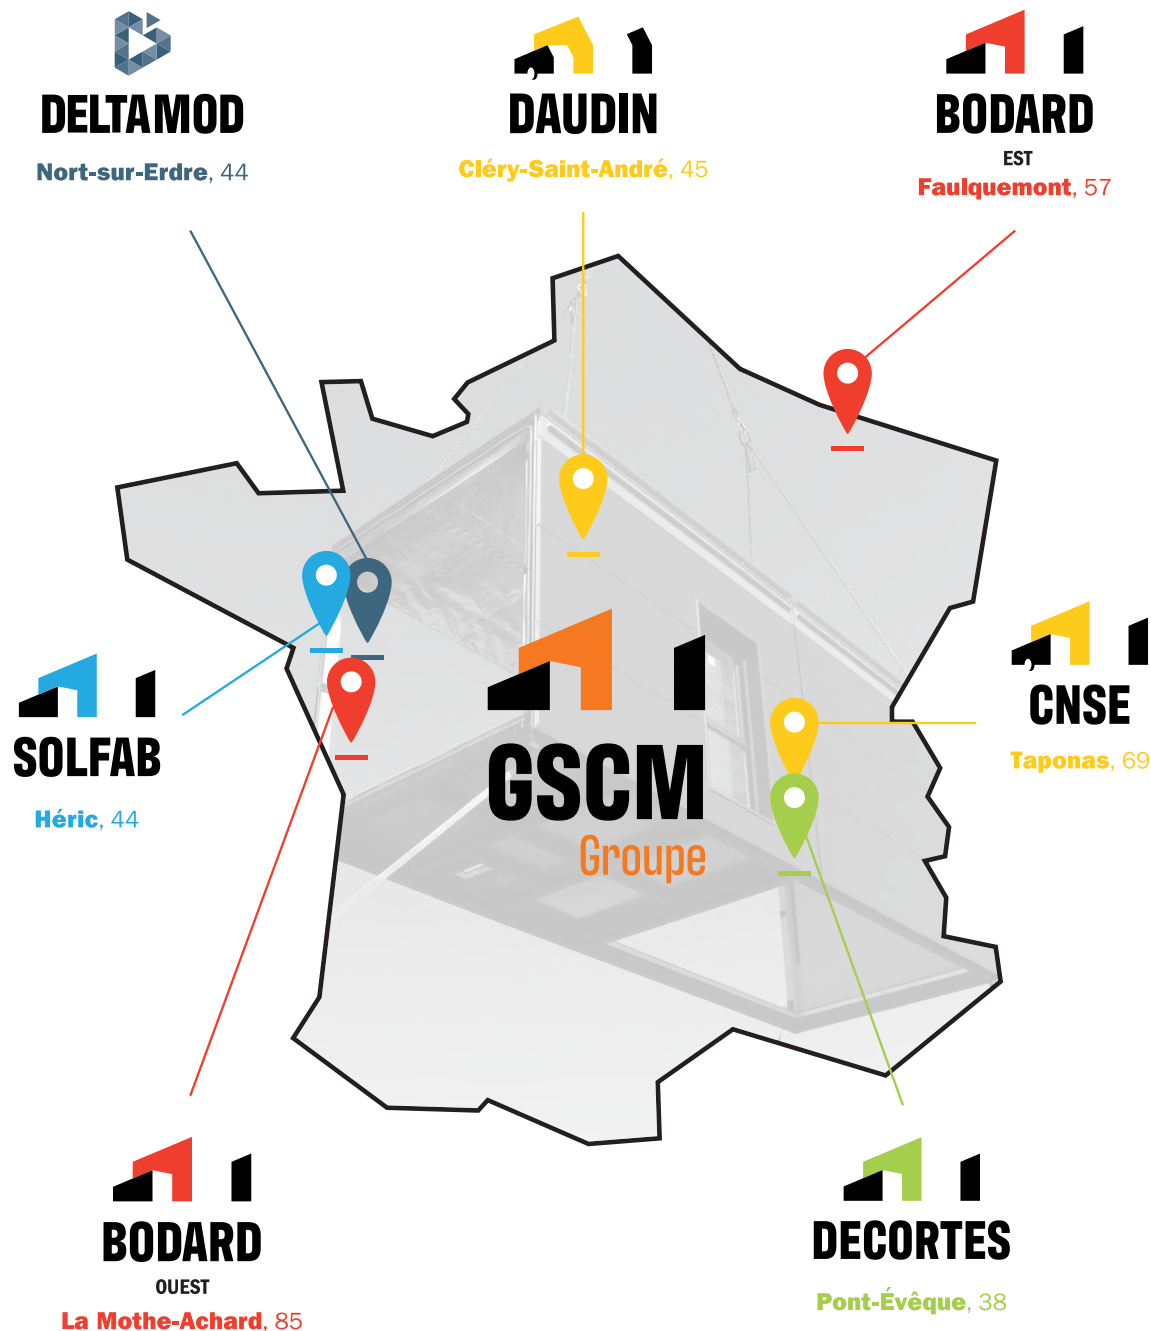 DELTAMOD
Nort-sur-Erdre, 44
DAUDIN
Cléry-Saint-André, 45
BODARD
EST
Faulquemont, 57
SOLFAB
Héric, 44
GSCM
Groupe
CNSE
Taponas, 69
BODARD
OUEST
La Mothe-Achard, 85
DECORTES
Pont-Évêque, 38